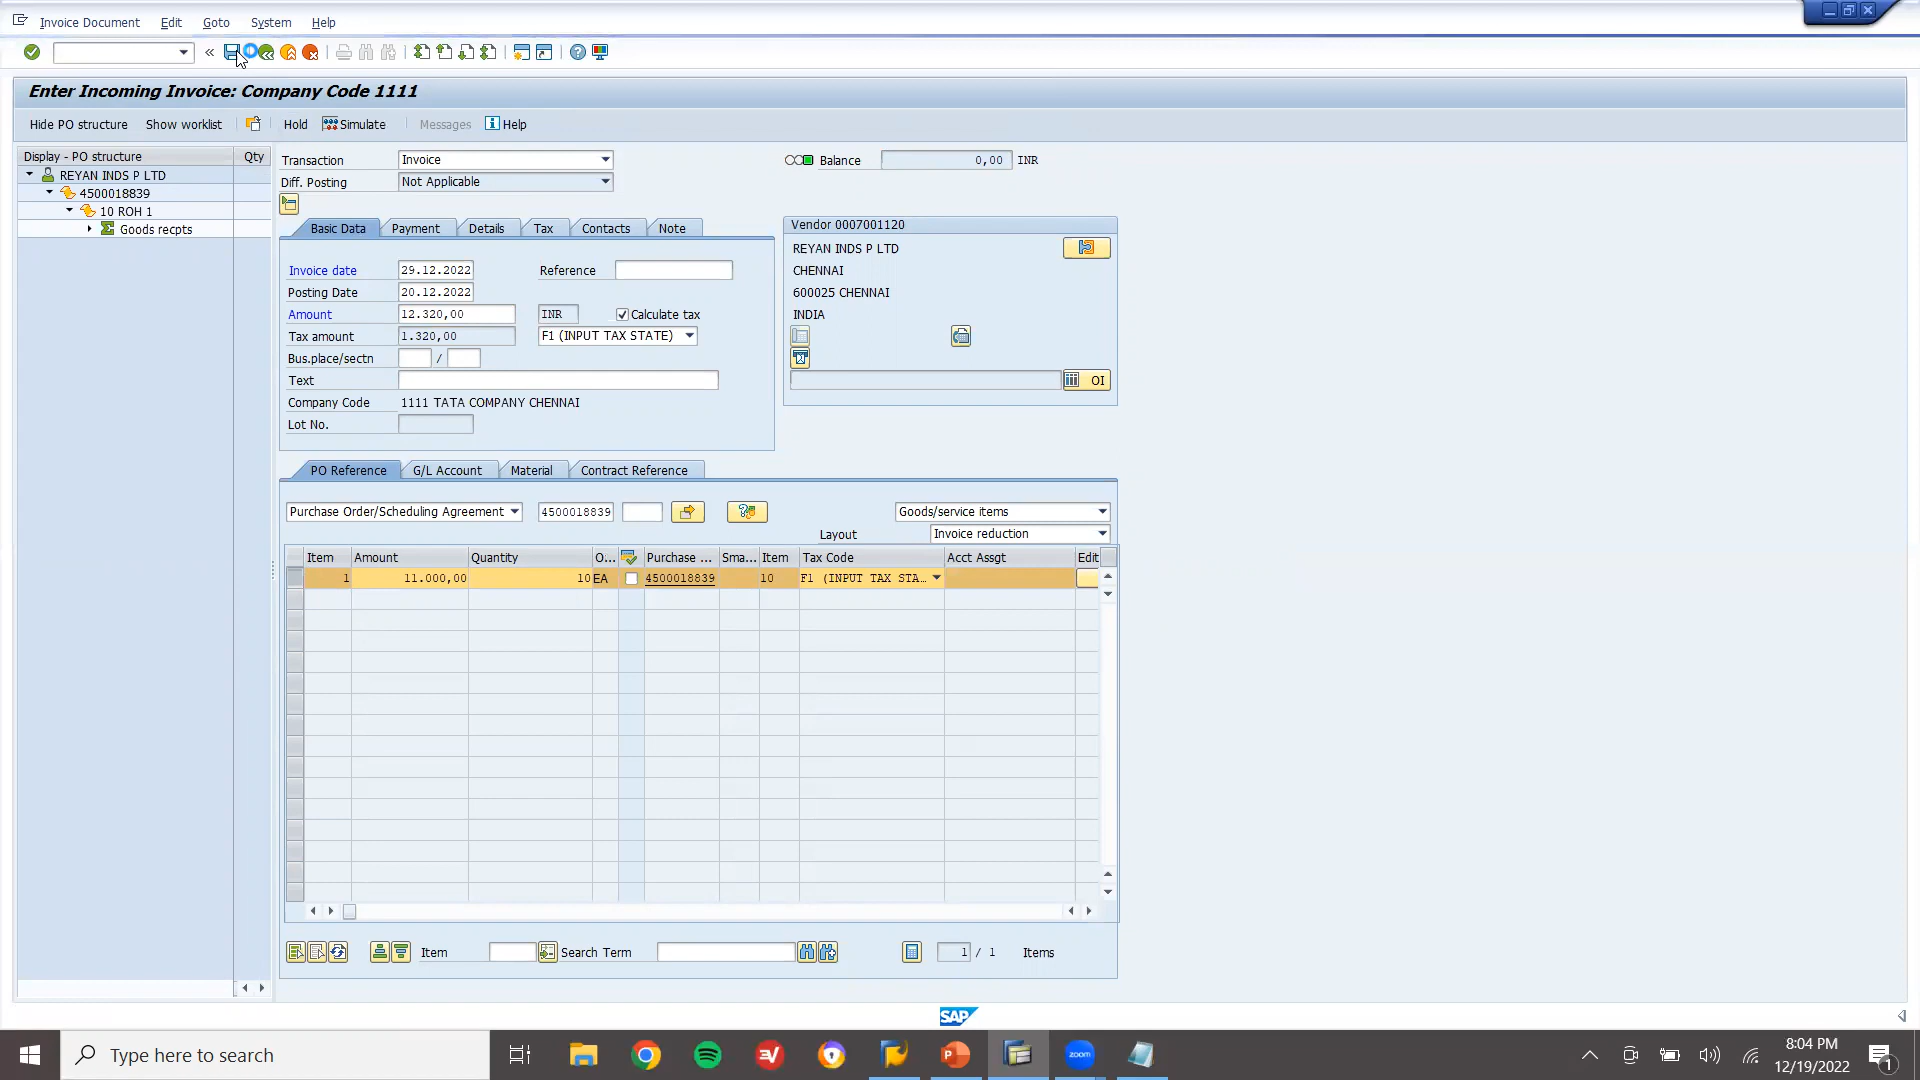 Invoice Document Edit Goto System Help
Enter Incoming Invoice: Company Code 1111
Hide PO structure Show worklist Hold Simulate Messages Help
Display - PO structure Qty
REYAN INDS P LTD
4500018839
10 ROH 1
Goods recpts
Transaction Invoice
Balance 0,00 INR
Diff. Posting Not Applicable
Basic Data Payment Details Tax Contacts Note
Invoice date 29.12.2022 Reference
Posting Date 20.12.2022
Amount 12.320,00 INR Calculate tax
Tax amount 1.320,00 F1 (INPUT TAX STATE)
Bus.place/sectn /
Text
Company Code 1111 TATA COMPANY CHENNAI
Lot No.
Vendor 0007001120
REYAN INDS P LTD
CHENNAI
600025 CHENNAI
INDIA
OI
PO Reference G/L Account Material Contract Reference
Purchase Order/Scheduling Agreement 4500018839 Goods/service items
Layout Invoice reduction
Item Amount Quantity O... Purchase ... Sma... Item Tax Code Acct Assgt Edit
1 11.000,00 10 EA 4500018839 10 F1 (INPUT TAX STA...
Item Search Term 1 / 1 Items
SAP
Type here to search
zoom
8:04 PM
12/19/2022
1